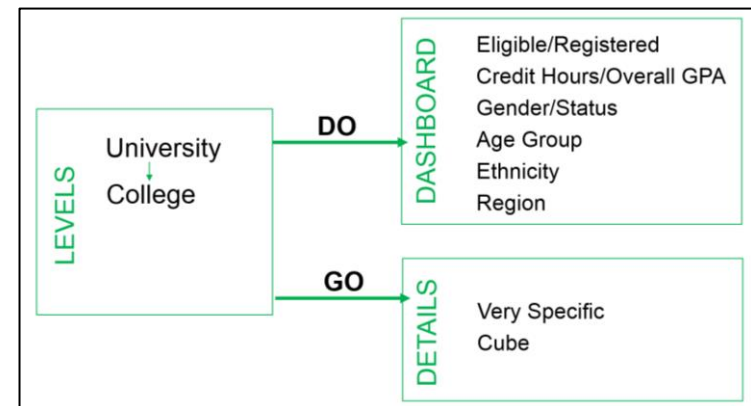 LEVELS
University
College
DO
DASHBOARD
Eligible/Registered
Credit Hours/Overall GPA
Gender/Status
Age Group
Ethnicity
Region
GO
DETAILS
Very Specific
Cube